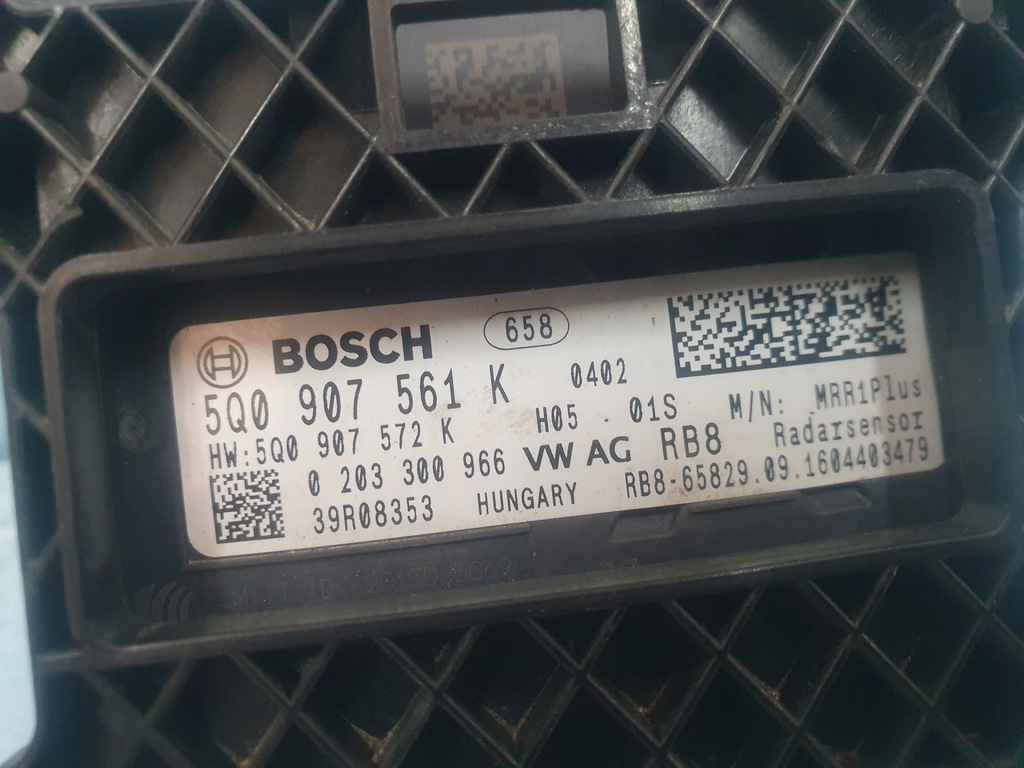 BOSCH 658
5Q0 907 561 K 0402
HW:5Q0 907 572 K H05 01S M/N: MRR1Plus
0 203 300 966 VW AG RB8 Radarsensor
39R08353 HUNGARY RB8-65829.09.1604403479